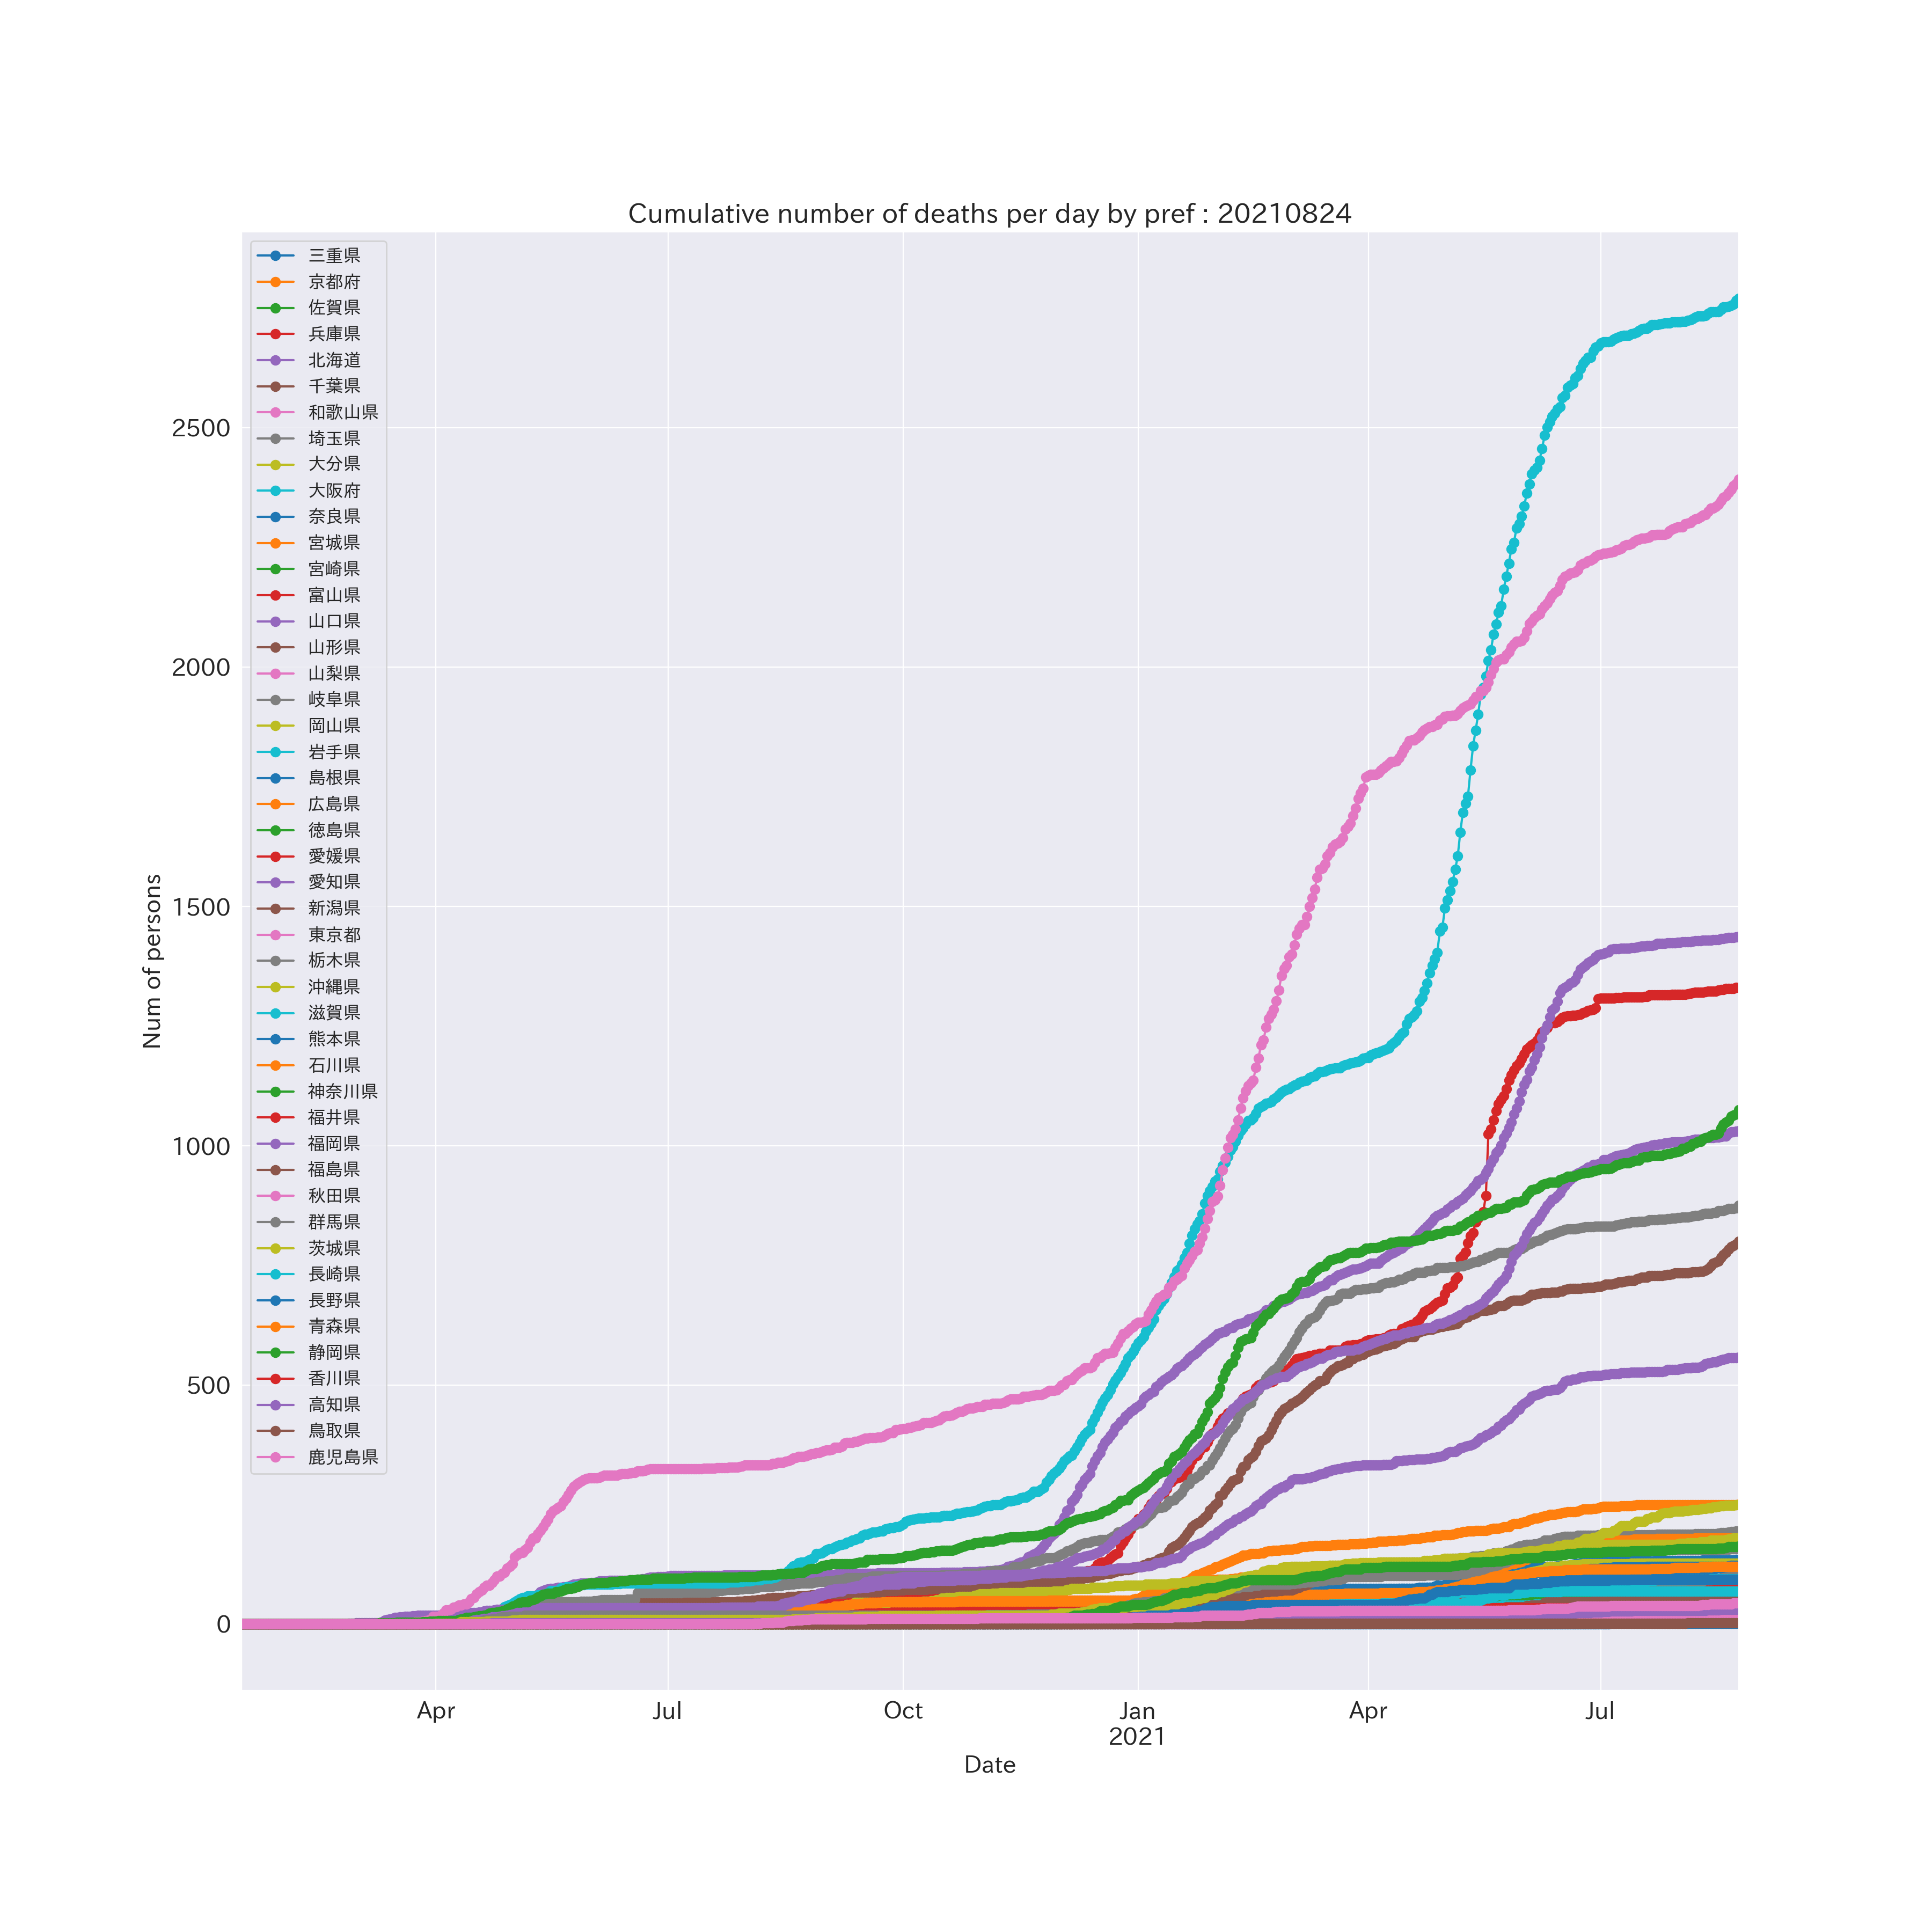 Cumulative number of deaths per day by pref : 20210824
三重県
京都府
佐賀県
兵庫県
北海道
千葉県
和歌山県
埼玉県
大分県
大阪府
奈良県
宮城県
宮崎県
富山県
山口県
山形県
山梨県
岐阜県
岡山県
岩手県
島根県
広島県
徳島県
愛媛県
愛知県
新潟県
東京都
栃木県
沖縄県
滋賀県
熊本県
石川県
神奈川県
福井県
福岡県
福島県
秋田県
群馬県
茨城県
長崎県
長野県
青森県
静岡県
香川県
高知県
鳥取県
鹿児島県
Num of persons
2500
2000
1500
1000
500
0
Apr
Jul
Oct
Jan
2021
Apr
Jul
Date